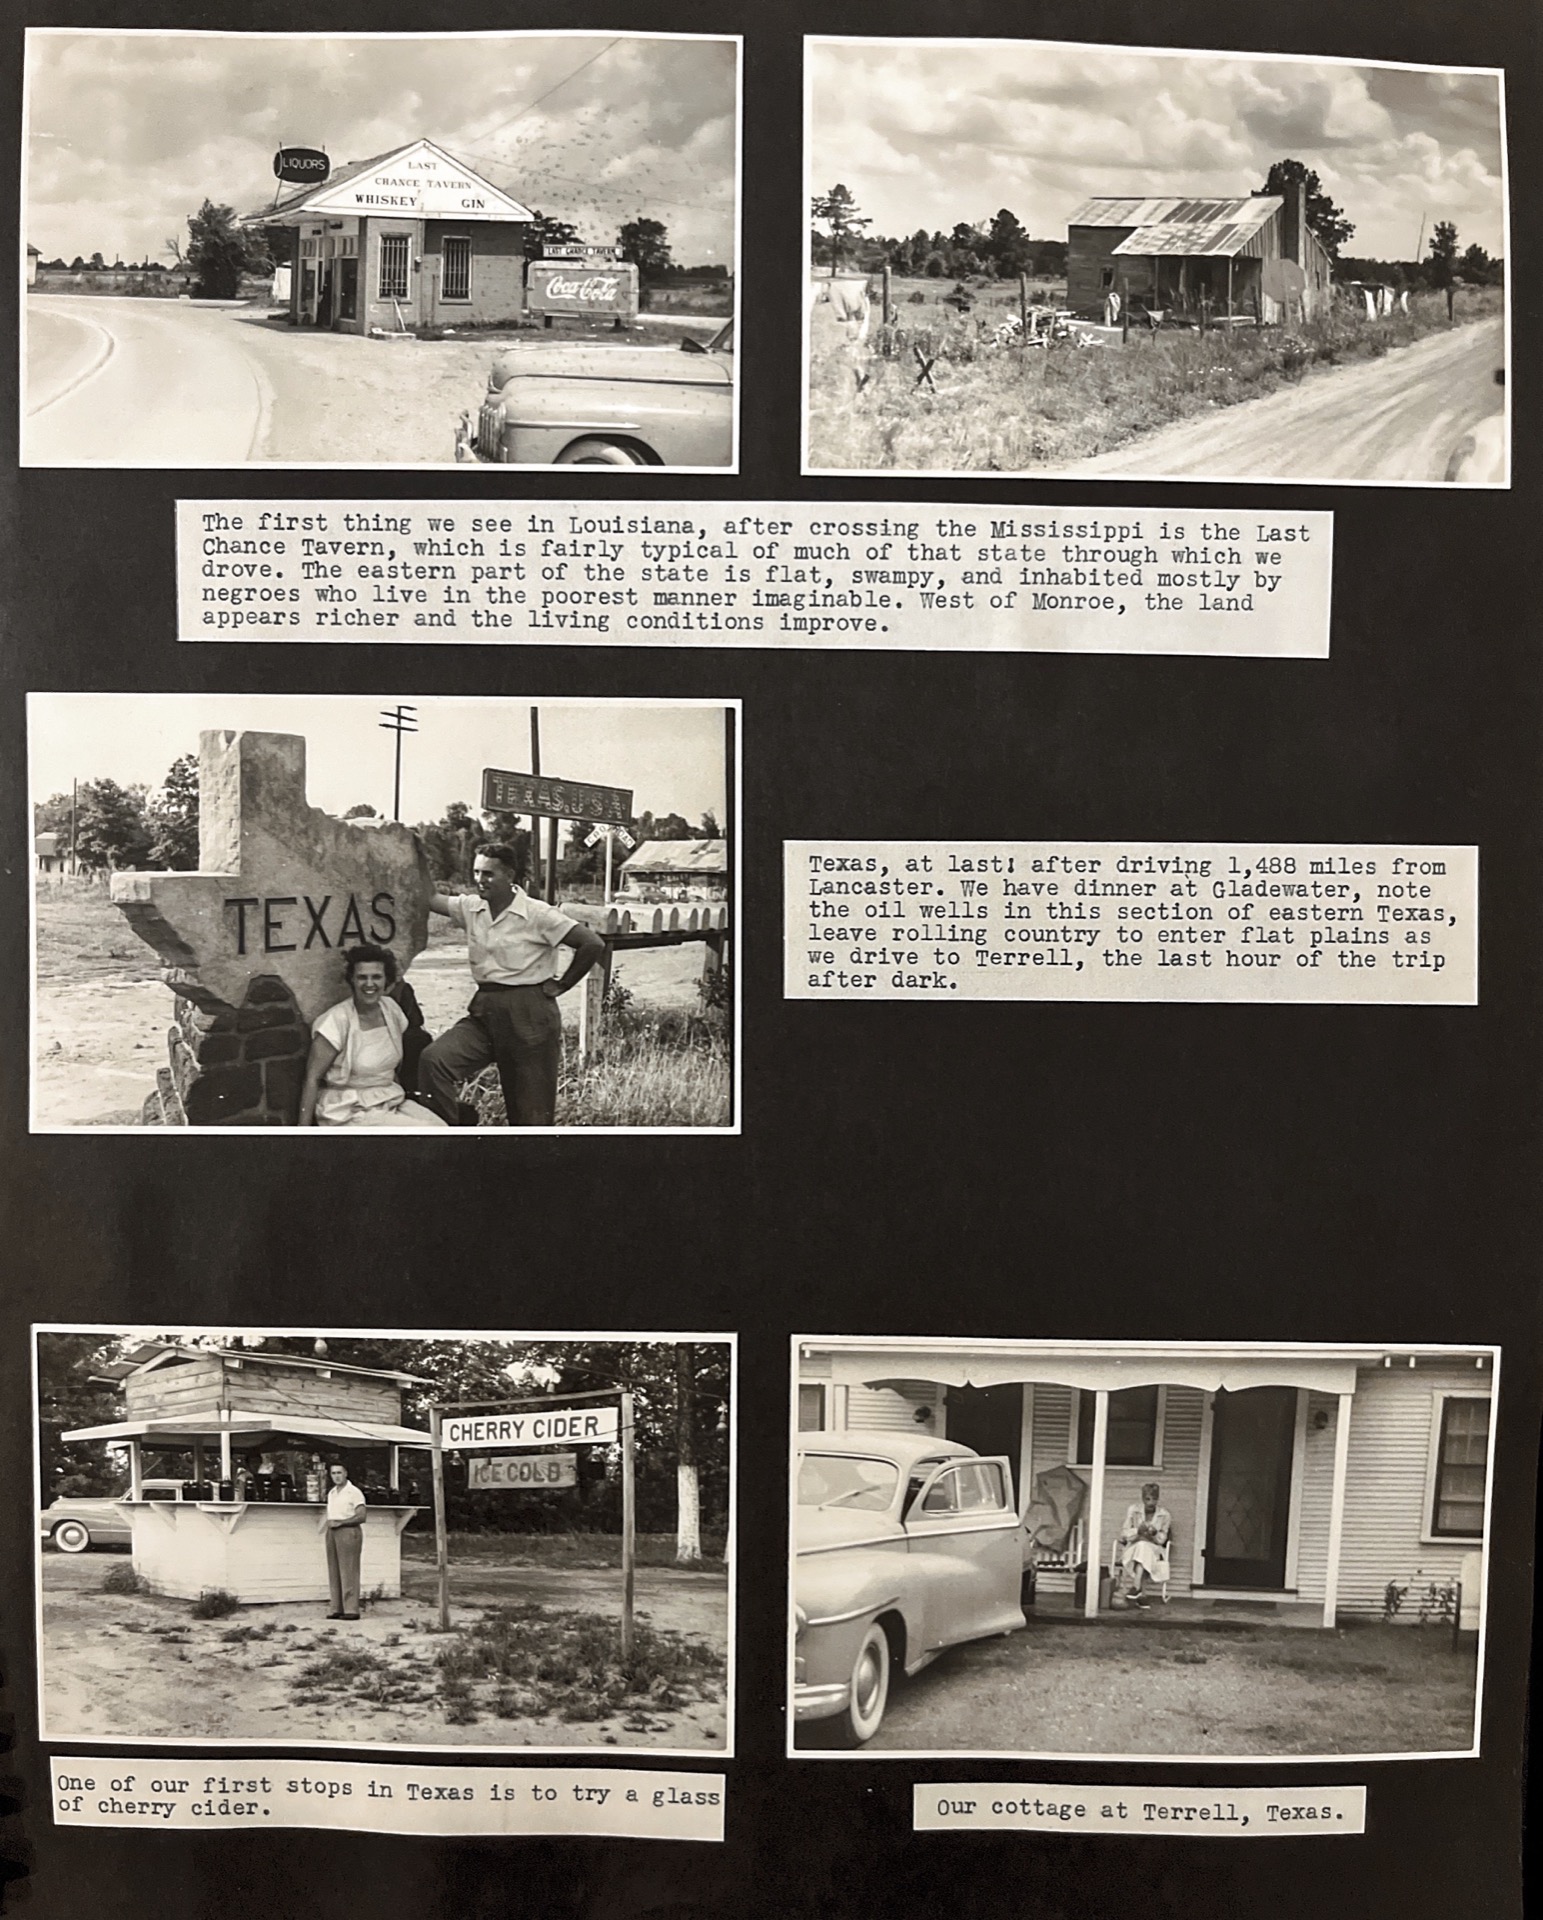 LIQUORS
LAST
CHANCE TAVERN
WHISKEY GIN
LAST CHANCE TAVERN
Coca-Cola
The first thing we see in Louisiana, after crossing the Mississippi is the Last
Chance Tavern, which is fairly typical of much of that state through which we
drove. The eastern part of the state is flat, swampy, and inhabited mostly by
negroes who live in the poorest manner imaginable. West of Monroe, the land
appears richer and the living conditions improve.
TEXAS
Texas, at last! after driving 1,488 miles from
Lancaster. We have dinner at Gladewater, note
the oil wells in this section of eastern Texas,
leave rolling country to enter flat plains as
we drive to Terrell, the last hour of the trip
after dark.
CHERRY CIDER
ICE COLD
One of our first stops in Texas is to try a glass
of cherry cider.
Our cottage at Terrell, Texas.